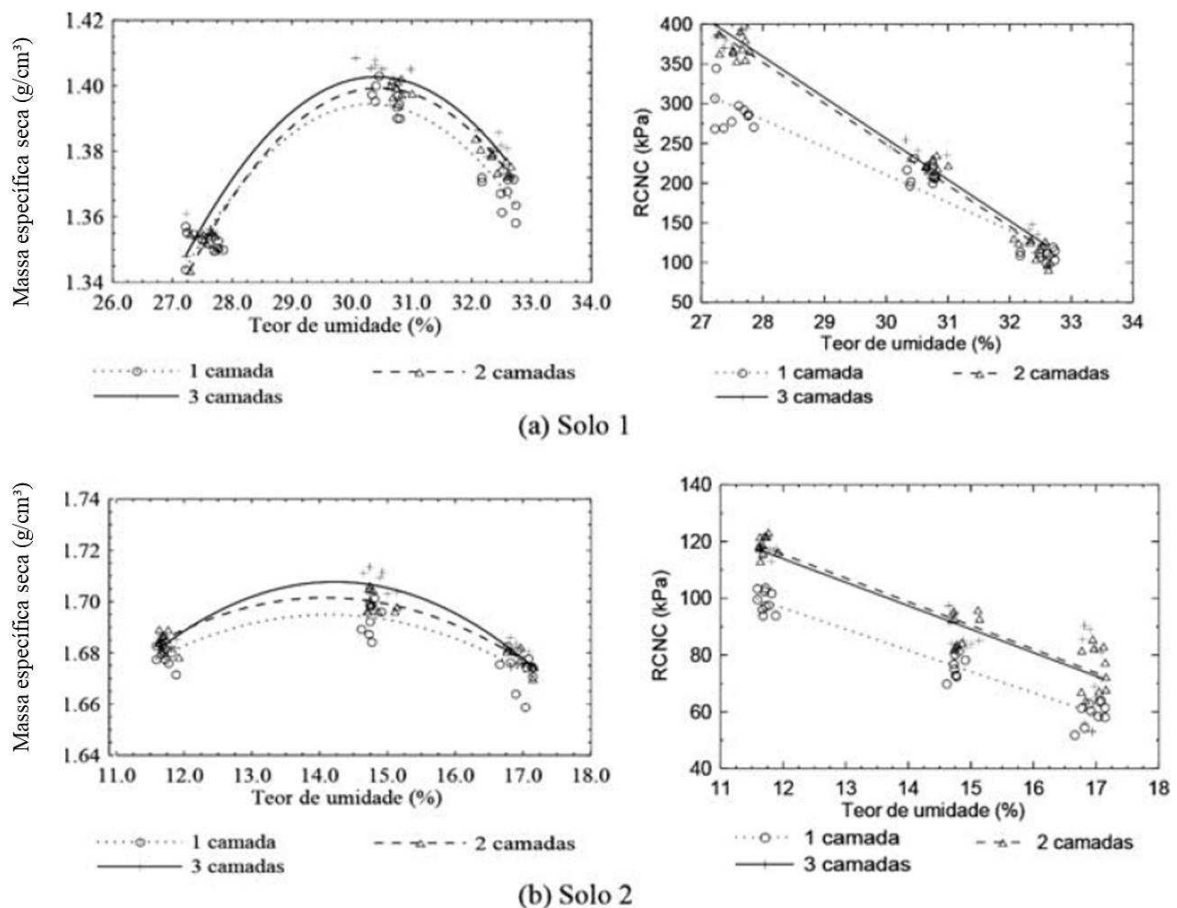 Massa específica seca (g/cm³)
1.42
1.40
1.38
1.36
1.34
26.0 27.0 28.0 29.0 30.0 31.0 32.0 33.0 34.0
Teor de umidade (%)
1 camada
2 camadas
3 camadas
RCNC (kPa)
400
350
300
250
200
150
100
50
27 28 29 30 31 32 33 34
Teor de umidade (%)
1 camada
2 camadas
3 camadas
(a) Solo 1
Massa específica seca (g/cm³)
1.74
1.72
1.70
1.68
1.66
1.64
11.0 12.0 13.0 14.0 15.0 16.0 17.0 18.0
Teor de umidade (%)
1 camada
2 camadas
3 camadas
RCNC (kPa)
140
120
100
80
60
40
11 12 13 14 15 16 17 18
Teor de umidade (%)
1 camada
2 camadas
3 camadas
(b) Solo 2